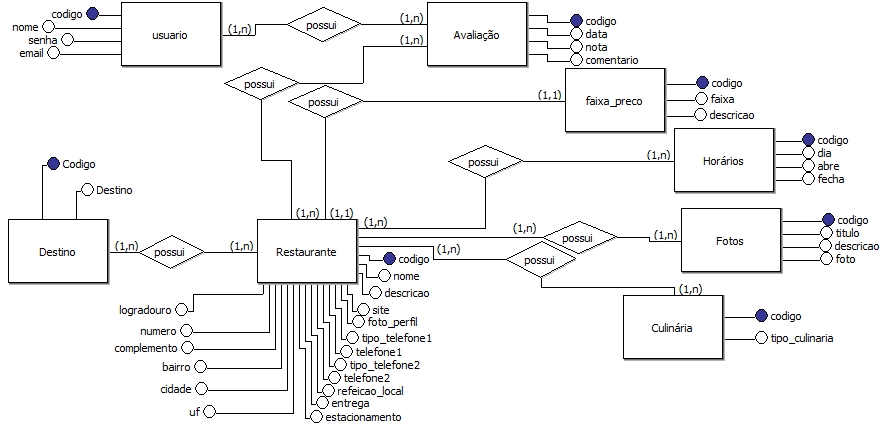 codigo
nome
senha
email
usuario
(1,n)
possui
(1,n)
Avaliação
codigo
data
nota
comentario
(1,n)
possui
possui
(1,1)
faixa_preco
codigo
faixa
descricao
possui
(1,n)
Horários
codigo
dia
abre
fecha
Codigo
Destino
Destino
(1,n)
possui
(1,n)
Restaurante
(1,n)
(1,1)
(1,n)
(1,n)
possui
(1,n)
Fotos
codigo
titulo
descricao
foto
(1,n)
possui
(1,n)
Culinária
codigo
tipo_culinaria
codigo
nome
descricao
site
foto_perfil
tipo_telefone1
telefone1
tipo_telefone2
telefone2
refeicao_local
entrega
estacionamento
logradouro
numero
complemento
bairro
cidade
uf